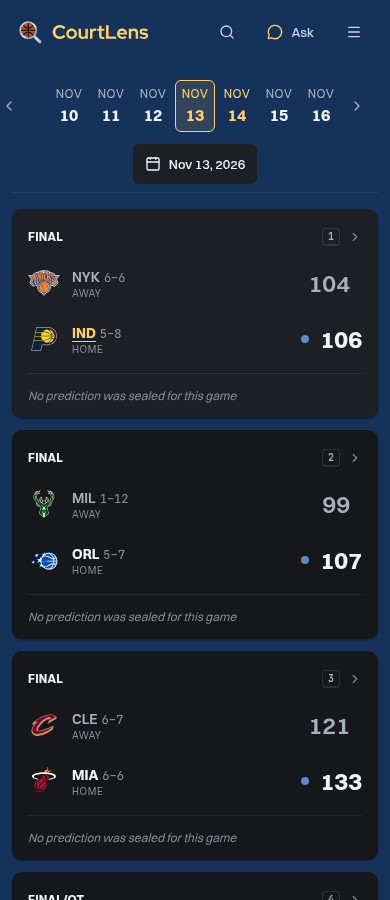 CourtLens
Ask
NOV NOV NOV NOV NOV NOV NOV
10 11 12 13 14 15 16
Nov 13, 2026
FINAL 1
NYK 6–6 104
AWAY
IND 5–8 106
HOME
No prediction was sealed for this game
FINAL 2
MIL 1–12 99
AWAY
ORL 5–7 107
HOME
No prediction was sealed for this game
FINAL 3
CLE 6–7 121
AWAY
MIA 6–6 133
HOME
No prediction was sealed for this game
FINAL/OT 4